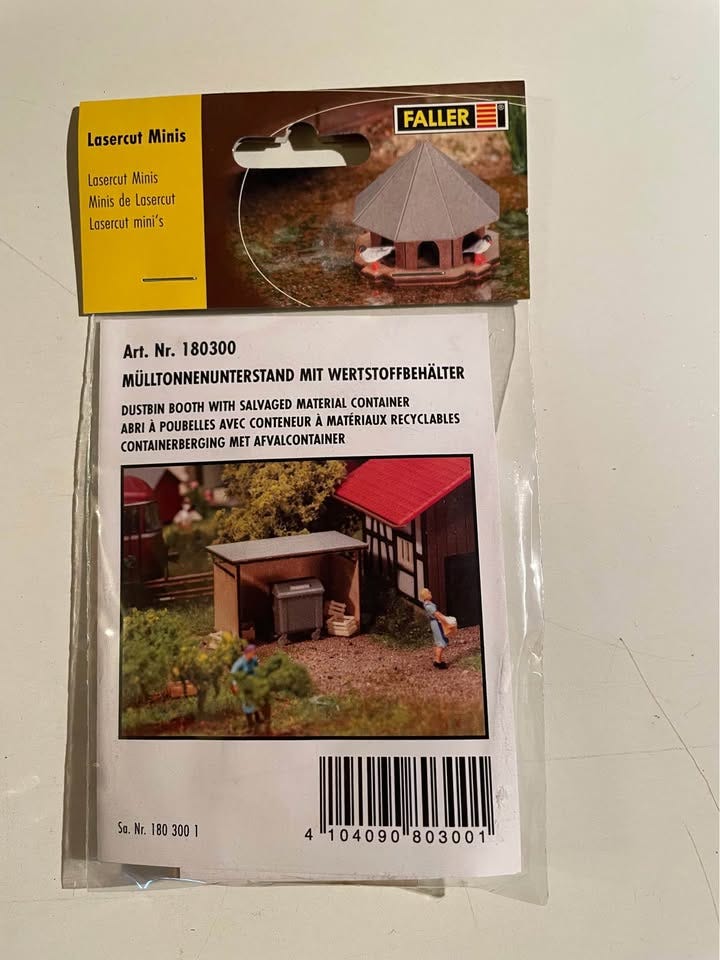 FALLER
Lasercut Minis
Lasercut Minis
Minis de Lasercut
Lasercut mini's
Art. Nr. 180300
MÜLLTONNENUNTERSTAND MIT WERTSTOFFBEHÄLTER
DUSTBIN BOOTH WITH SALVAGED MATERIAL CONTAINER
ABRI À POUBELLES AVEC CONTENEUR À MATÉRIAUX RECYCLABLES
CONTAINERBERGING MET AFVALCONTAINER
Sa. Nr. 180 300 1
4 104090 803001